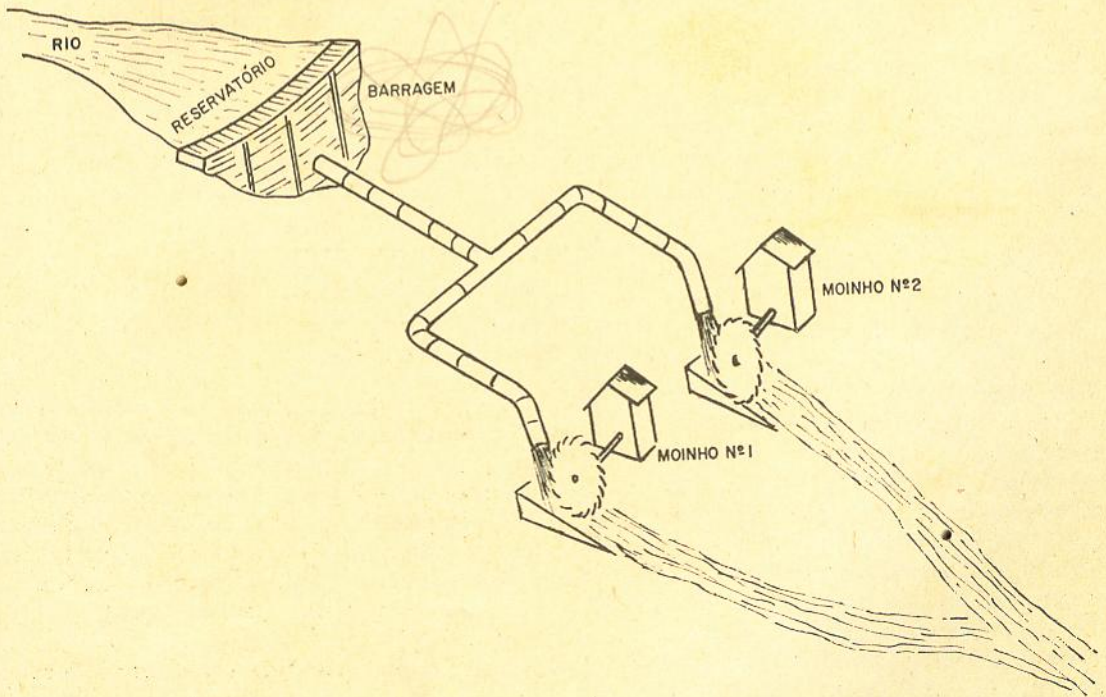 RIO
RESERVATÓRIO
BARRAGEM
MOINHO Nº2
MOINHO Nº1